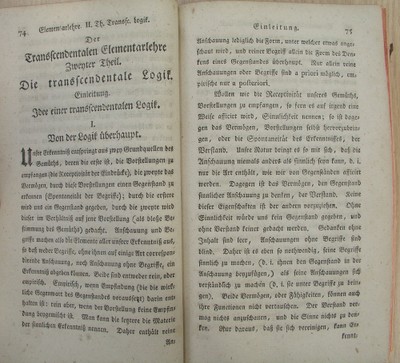 74 Elementarlehre. II. Th. Transsc. Logik.
Der
Transscendentalen Elementarlehre
Zweyter Theil.
Die transscendentale Logik.
Einleitung.
Idee einer transscendentalen Logik.
I.
Von der Logik überhaupt.
Unsre Erkenntniß entspringt aus zwey Grundquellen des
Gemüths, deren die erste ist, die Vorstellungen zu
empfangen (die Receptivität der Eindrücke), die zweyte das
Vermögen, durch diese Vorstellungen einen Gegenstand zu
erkennen (Spontaneität der Begriffe); durch die erstere
wird uns ein Gegenstand gegeben, durch die zweyte wird
dieser im Verhältniß auf jene Vorstellung (als bloße Be-
stimmung des Gemüths) gedacht. Anschauung und Be-
griffe machen also die Elemente aller unsrer Erkenntniß aus,
so daß weder Begriffe, ohne ihnen auf einige Art correspon-
dirende Anschauung, noch Anschauung ohne Begriffe, ein
Erkenntniß abgeben können. Beide sind entweder rein, oder
empirisch. Empirisch, wenn Empfindung (die die wirk-
liche Gegenwart des Gegenstandes voraussetzt) darin ent-
halten ist: rein aber, wenn der Vorstellung keine Empfin-
dung beygemischt ist. Man kann die letztere die Materie
der sinnlichen Erkenntniß nennen. Daher enthält reine
An-
Einleitung. 75
Anschauung lediglich die Form, unter welcher etwas ange-
schaut wird, und reiner Begriff allein die Form des Den-
kens eines Gegenstandes überhaupt. Nur allein reine
Anschauungen oder Begriffe sind a priori möglich, em-
pirische nur a posteriori.
Wollen wir die Receptivität unseres Gemüths,
Vorstellungen zu empfangen, so fern es auf irgend eine
Weise afficirt wird, Sinnlichkeit nennen; so ist dage-
gen das Vermögen, Vorstellungen selbst hervorzubrin-
gen, oder die Spontaneität des Erkenntnisses, der
Verstand. Unsre Natur bringt es so mit sich, daß die
Anschauung niemals anders als sinnlich seyn kann, d. i.
nur die Art enthält, wie wir von Gegenständen afficirt
werden. Dagegen ist das Vermögen, den Gegenstand
sinnlicher Anschauung zu denken, der Verstand. Keine
dieser Eigenschaften ist der andern vorzuziehen. Ohne
Sinnlichkeit würde uns kein Gegenstand gegeben, und
ohne Verstand keiner gedacht werden. Gedanken ohne
Inhalt sind leer, Anschauungen ohne Begriffe sind
blind. Daher ist es eben so nothwendig, seine Begriffe
sinnlich zu machen, (d. i. ihnen den Gegenstand in der
Anschauung beyzufügen,) als seine Anschauungen sich
verständlich zu machen (d. i. sie unter Begriffe zu brin-
gen). Beide Vermögen, oder Fähigkeiten, können auch
ihre Functionen nicht vertauschen. Der Verstand ver-
mag nichts anzuschauen, und die Sinne nichts zu den-
ken. Nur daraus, daß sie sich vereinigen, kann Er-
kennt-